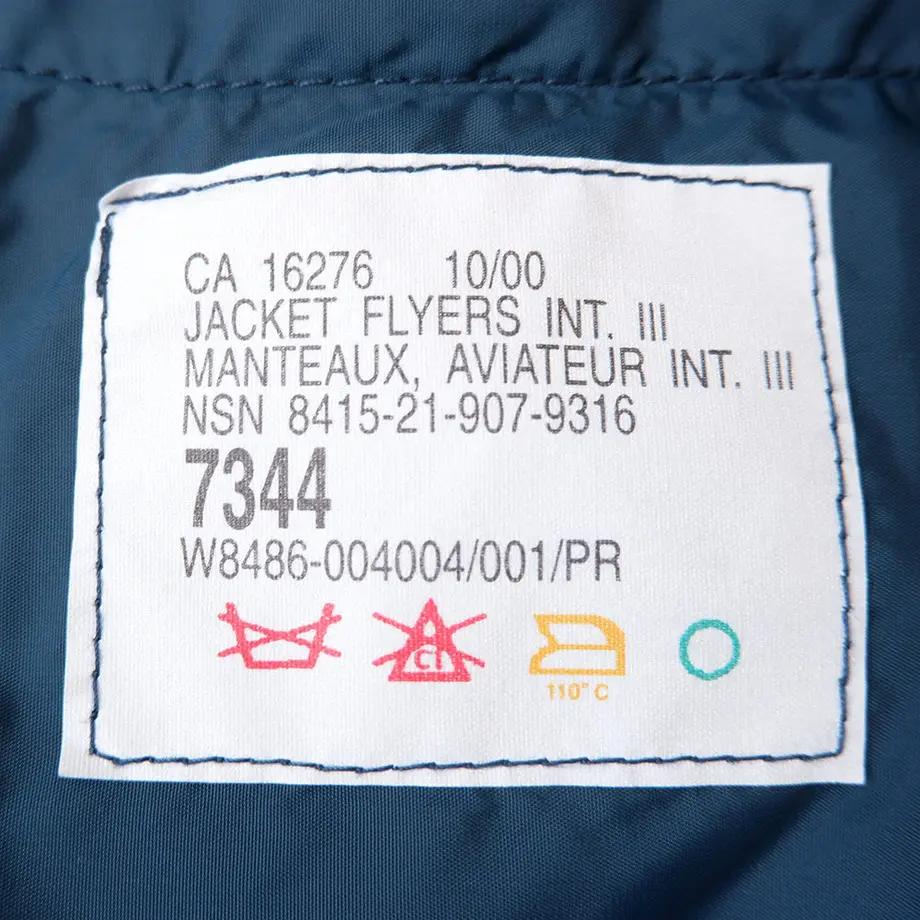 CA 16276 10/00
JACKET FLYERS INT. III
MANTEAUX, AVIATEUR INT. III
NSN 8415-21-907-9316
7344
W8486-004004/001/PR
Cl
110° C